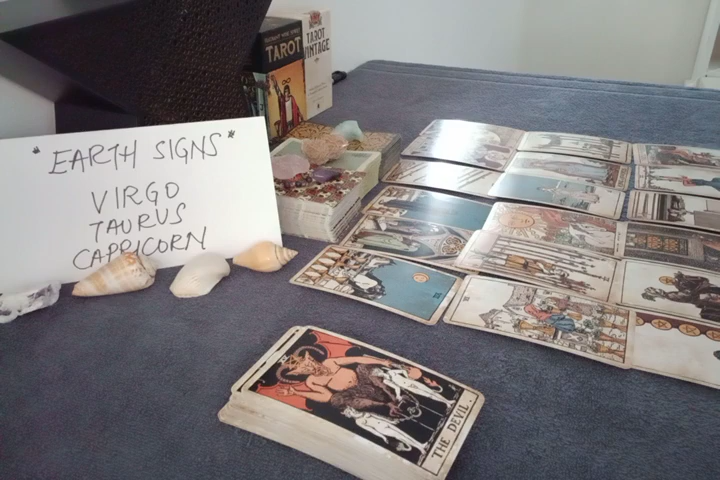 " EARTH SIGNS "
VIRGO
TAURUS
CAPRICORN
TAROT
TAROT
VINTAGE
THE DEVIL.